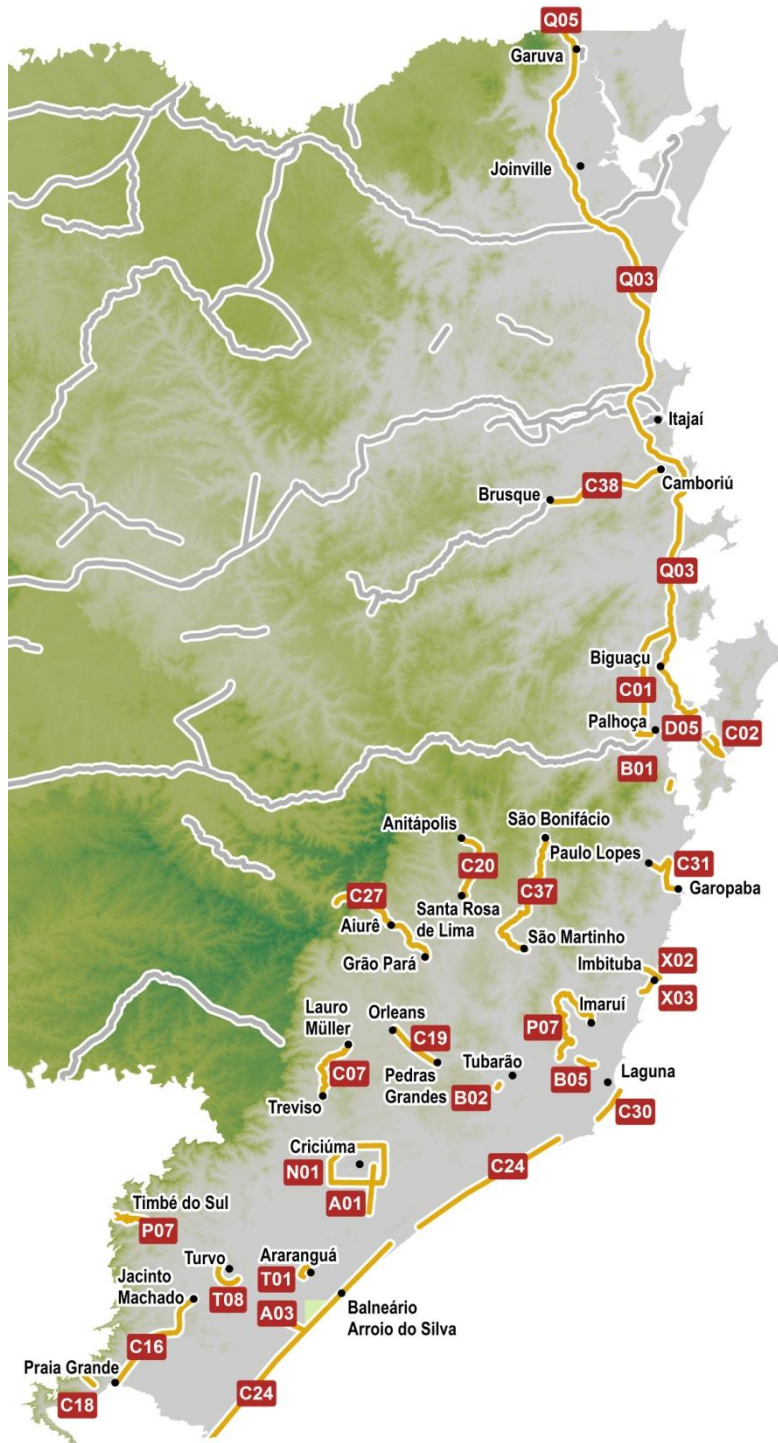 Q05
Garuva
Joinville
Q03
Itajaí
Camboriú
C38
Brusque
Q03
Biguaçu
C01
Palhoça
D05
C02
B01
São Bonifácio
Anitápolis
Paulo Lopes
C31
C20
C37
C27
Garopaba
Santa Rosa
de Lima
Aiurê
São Martinho
Grão Pará
Imbituba
X02
X03
Lauro
Müller
Orleans
Imaruí
P07
C19
C07
Tubarão
Pedras
Grandes
B05
Laguna
B02
Treviso
C30
Criciúma
N01
C24
A01
Timbé do Sul
P07
Turvo
Araranguá
T01
Jacinto
Machado
T08
A03
Balneário
Arroio do Silva
C16
Praia Grande
C18
C24